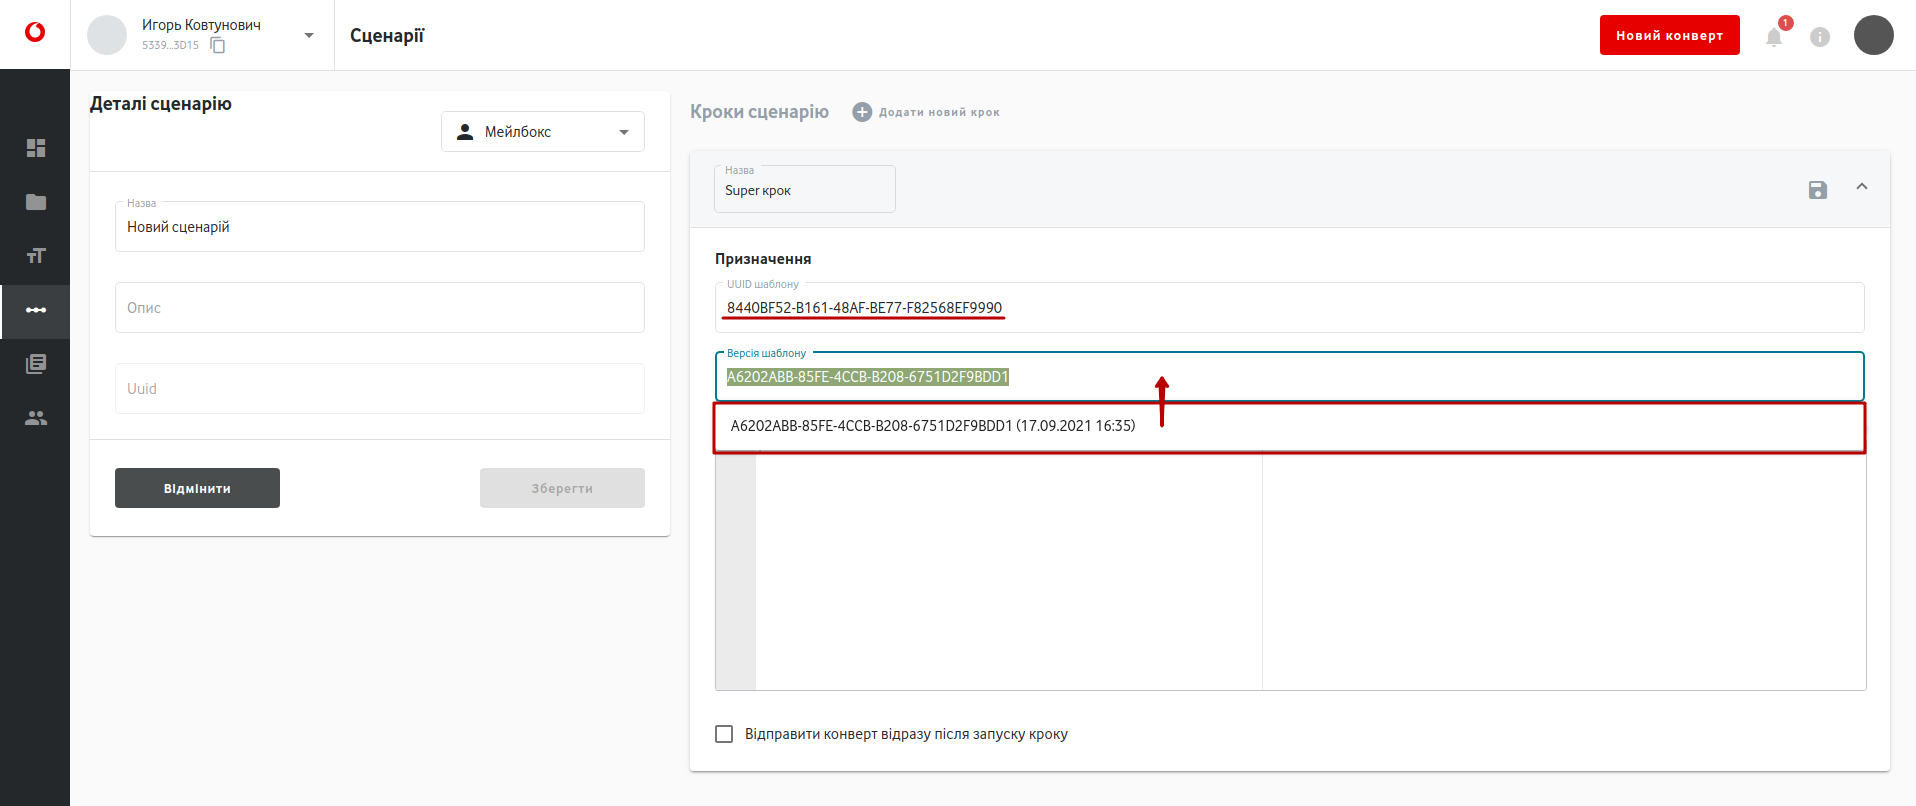 Игорь Ковтунович
5339...3D15
Сценарії
Новий конверт
1
Деталі сценарію
Мейлбокс
Назва
Новий сценарій
Опис
Uuid
Відмінити
Зберегти
Кроки сценарію
Додати новий крок
Назва
Super крок
Призначення
UUID шаблону
8440BF52-B161-48AF-BE77-F82568EF9990
Версія шаблону
A6202ABB-85FE-4CCB-B208-6751D2F9BDD1
A6202ABB-85FE-4CCB-B208-6751D2F9BDD1 (17.09.2021 16:35)
Відправити конверт відразу після запуску кроку